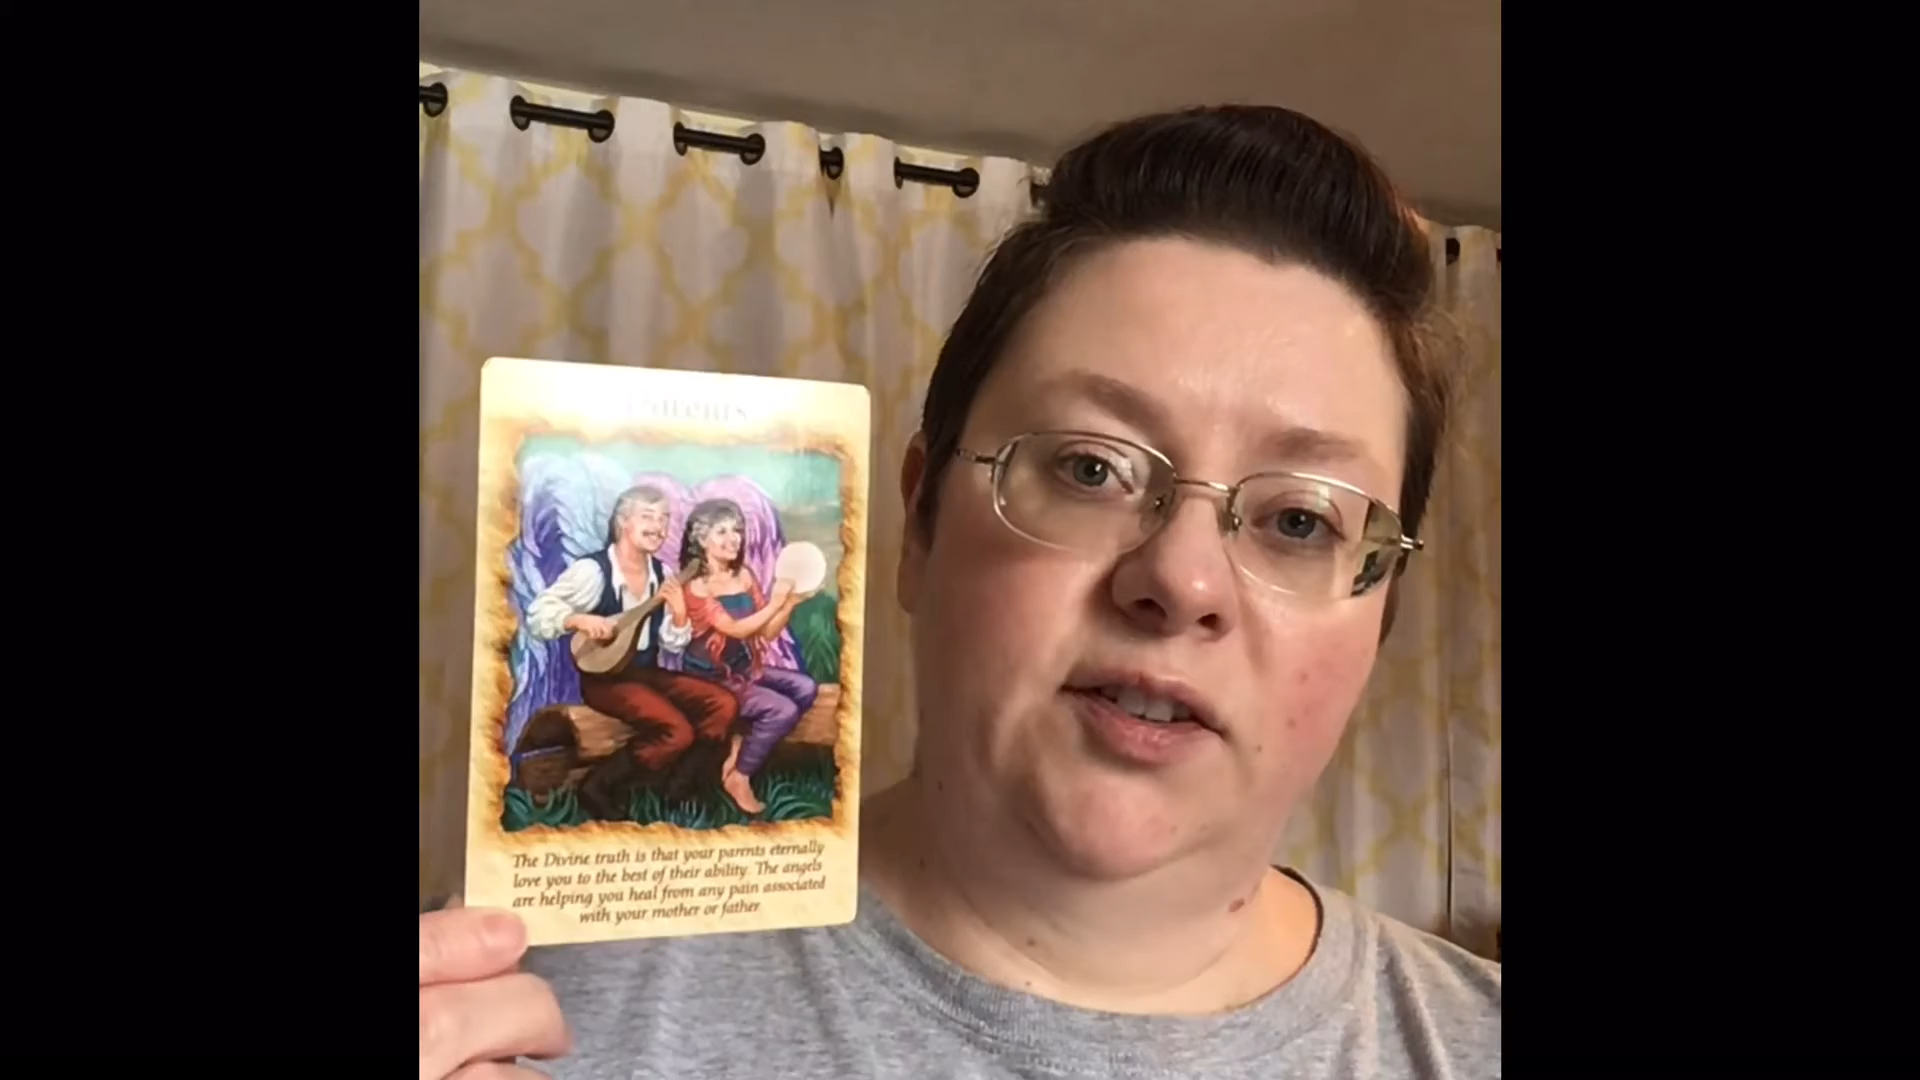 Parents
The Divine truth is that your parents eternally
love you to the best of their ability. The angels
are helping you heal from any pain associated
with your mother or father.